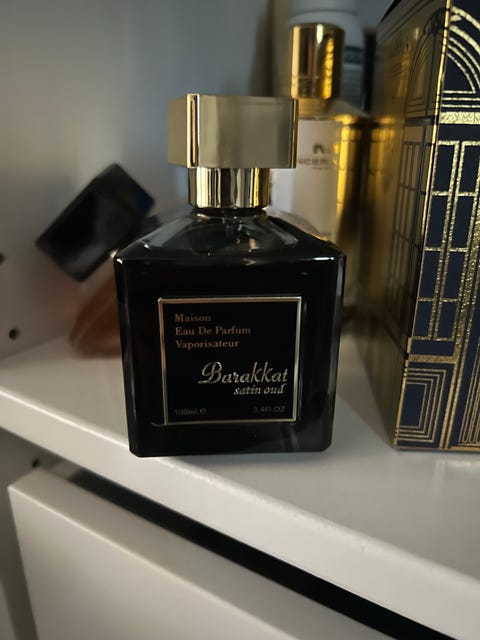 Maison
Eau De Parfum
Vaporisateur
Barakkat
satin oud
100mL e 3.4FL.OZ